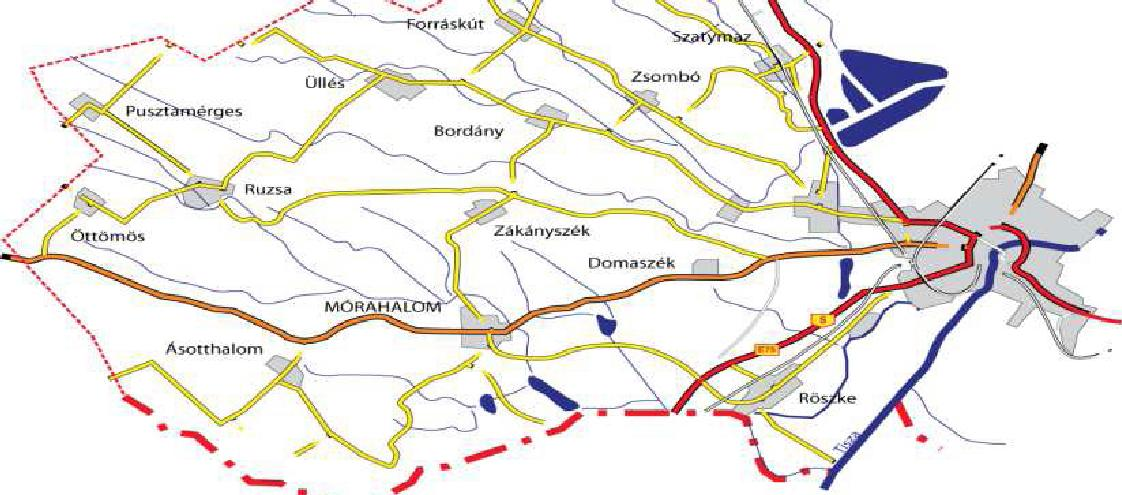 Forráskút
Szatymaz
Üllés
Zsombó
Pusztamérges
Bordány
Ruzsa
Öttömös
Zákányszék
Domaszék
MÓRAHALOM
5
E75
Ásotthalom
Röszke
Tisza